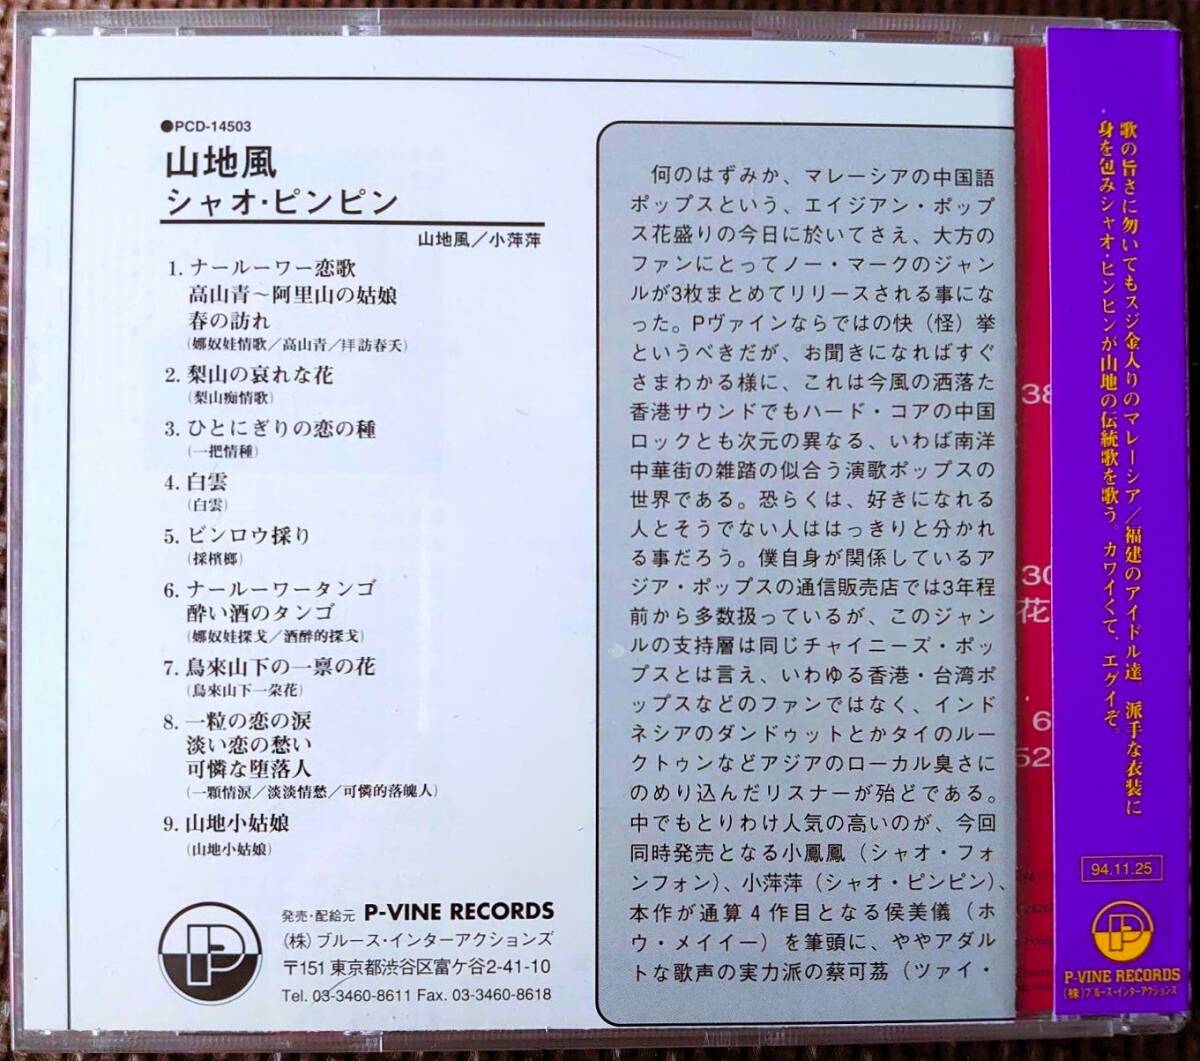 ●PCD-14503
山地風
シャオ・ピンピン
山地風／小萍萍
1. ナールーワー恋歌
高山青〜阿里山の姑娘
春の訪れ
(娜奴娃情歌／高山青／拝訪春天)
2. 梨山の哀れな花
(梨山痴情歌)
3. ひとにぎりの恋の種
(一把情種)
4. 白雲
(白雲)
5. ビンロウ採り
(採檳榔)
6. ナールーワータンゴ
酔い酒のタンゴ
(娜奴娃探戈／酒醉的探戈)
7. 烏來山下の一禀の花
(烏來山下一朶花)
8. 一粒の恋の涙
淡い恋の愁い
可憐な堕落人
(一顆情涙／淡淡情愁／可憐的落魄人)
9. 山地小姑娘
(山地小姑娘)
発売・配給元 P-VINE RECORDS
(株)ブルース・インターアクションズ
〒151 東京都渋谷区富ケ谷2-41-10
Tel. 03-3460-8611 Fax. 03-3460-8618
何のはずみか、マレーシアの中国語
ポップスという、エイジアン・ポップ
ス花盛りの今日に於いてさえ、大方の
ファンにとってノー・マークのジャン
ルが3枚まとめてリリースされる事にな
った。Pヴァインならではの快（怪）挙
というべきだが、お聞きになればすぐ
さまわかる様に、これは今風の洒落た
香港サウンドでもハード・コアの中国
ロックとも次元の異なる、いわば南洋
中華街の雑踏の似合う演歌ポップスの
世界である。恐らくは、好きになれる
人とそうでない人ははっきりと分かれ
る事だろう。僕自身が関係しているア
ジア・ポップスの通信販売店では3年程
前から多数扱っているが、このジャン
ルの支持層は同じチャイニーズ・ポッ
プスとは言え、いわゆる香港・台湾ポ
ップスなどのファンではなく、インド
ネシアのダンドゥットとかタイのルー
クトゥンなどアジアのローカル臭さに
のめり込んだリスナーが殆どである。
中でもとりわけ人気の高いのが、今回
同時発売となる小鳳鳳（シャオ・フォ
ンフォン）、小萍萍（シャオ・ピンピン）、
本作が通算4作目となる侯美儀（ホ
ウ・メイイー）を筆頭に、ややアダル
トな歌声の実力派の蔡可荔（ツァイ・
38
30
花
6
52
歌の旨さに勿いてもスジ金入りのマレーシア／福建のアイドル達、派手な衣装に
身を包みシャオ・ピンピンが山地の伝統歌を歌う。カワイくて、エグイぞ。
94.11.25
P-VINE RECORDS
(株)ブルース・インターアクションズ